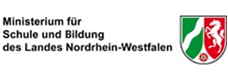 Ministerium für
Schule und Bildung
des Landes Nordrhein-Westfalen